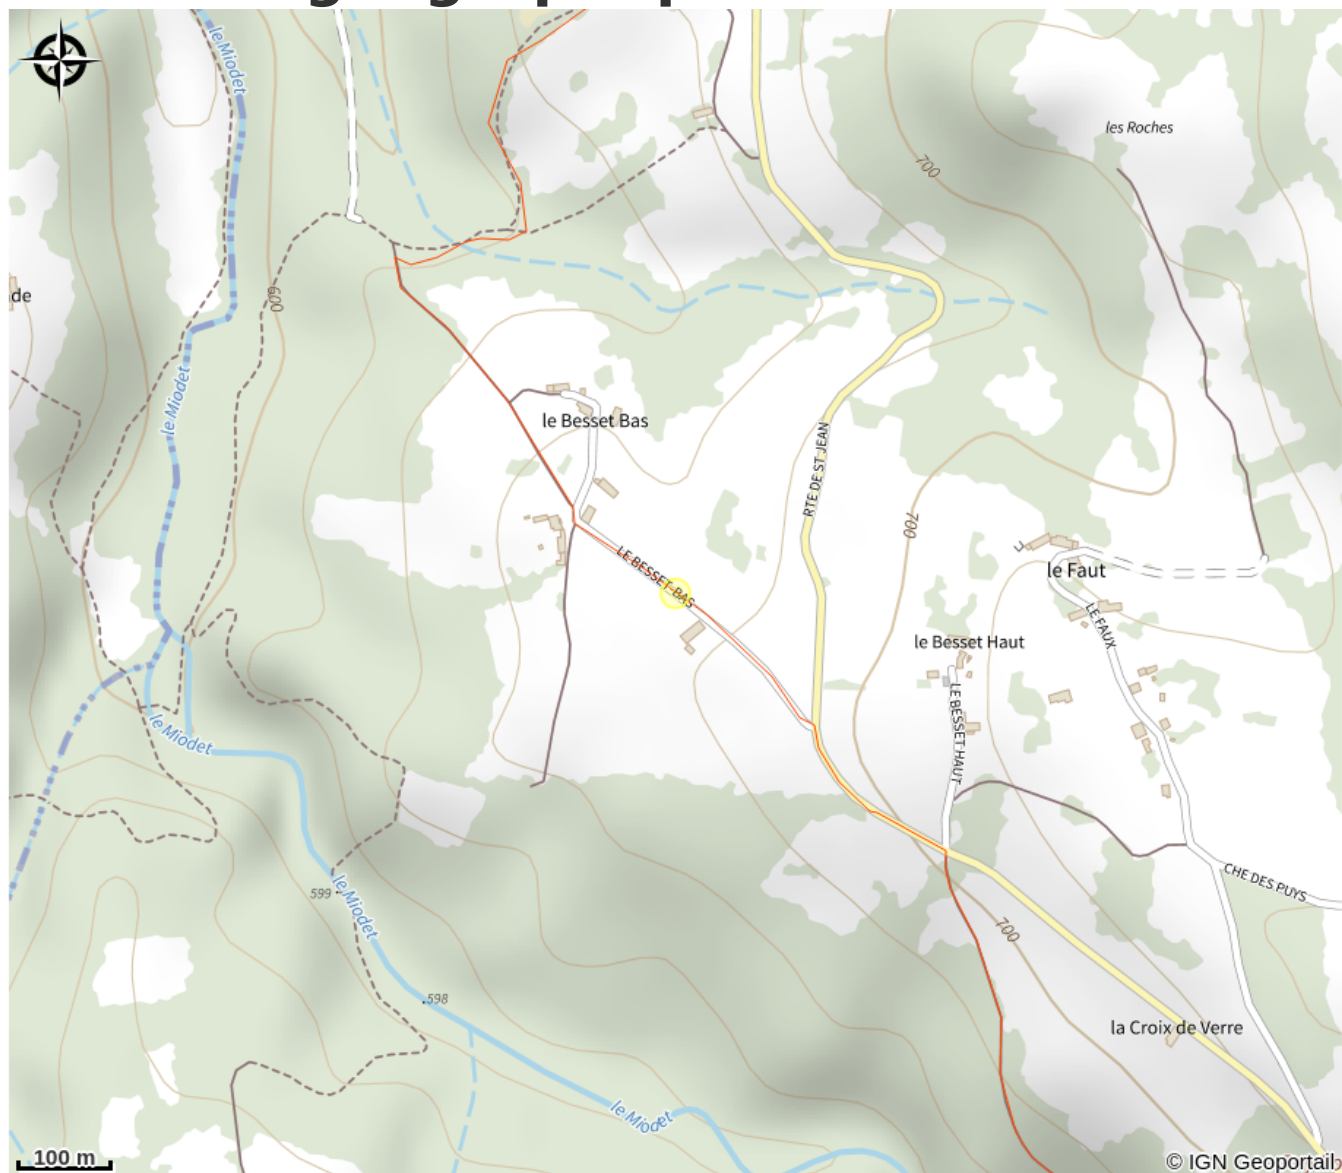 le Miodet
les Roches
700
de
600
le Miodet
le Besset Bas
RTE DE ST JEAN
700
LE BESSET-BAS
le Faut
LE FAUX
le Besset Haut
LE BESSET HAUT
le Miodet
CHE DES PUYS
599
le Miodet
700
598
la Croix de Verre
le Miodet
100 m
© IGN Geoportail